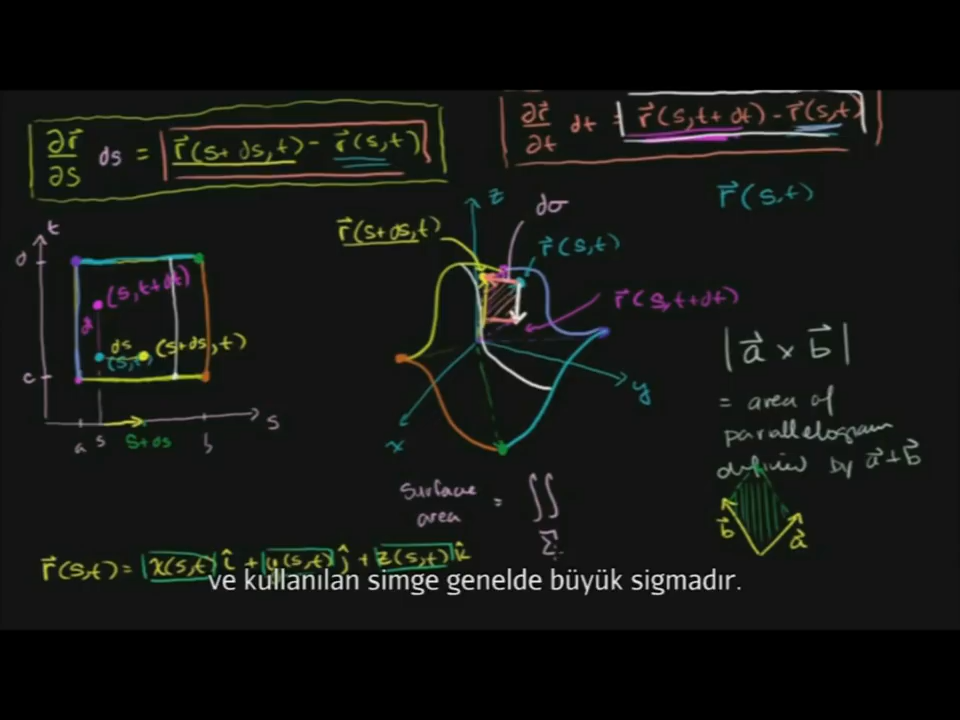 ∂r⃗/∂s ds = r⃗(s+ds,t) - r⃗(s,t)
∂r⃗/∂t dt = r⃗(s,t+dt) - r⃗(s,t)
r⃗(s,t)
t
d
(s,t+dt)
ds
(s+ds,t)
(s,t)
c
a s s+ds b s
z
dσ
r⃗(s+ds,t)
r⃗(s,t)
r⃗(s,t+dt)
y
x
|a⃗ × b⃗|
= area of
parallelogram
defined by a⃗+b⃗
b⃗ a⃗
Surface
area = ∬
Σ
r⃗(s,t) = x(s,t) î + y(s,t) ĵ + z(s,t) k̂
ve kullanılan simge genelde büyük sigmadır.